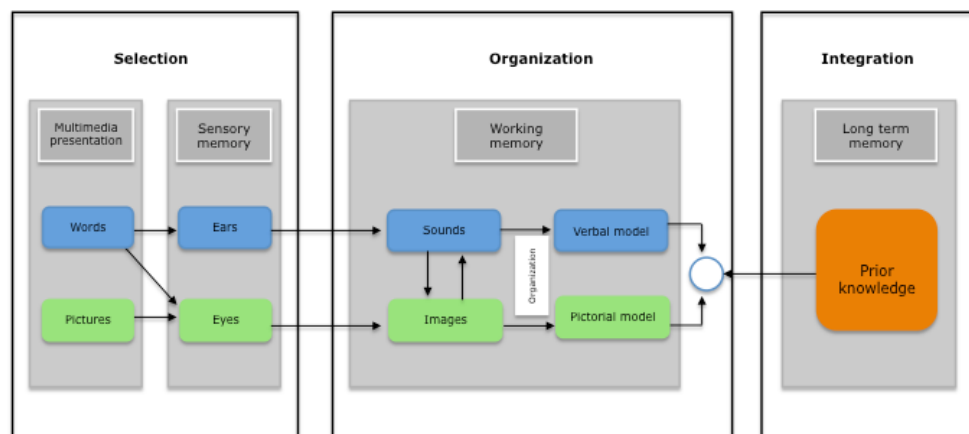 Selection
Organization
Integration
Multimedia
presentation
Sensory
memory
Working
memory
Long term
memory
Words
Ears
Sounds
Verbal model
Organization
Prior
knowledge
Pictures
Eyes
Images
Pictorial model